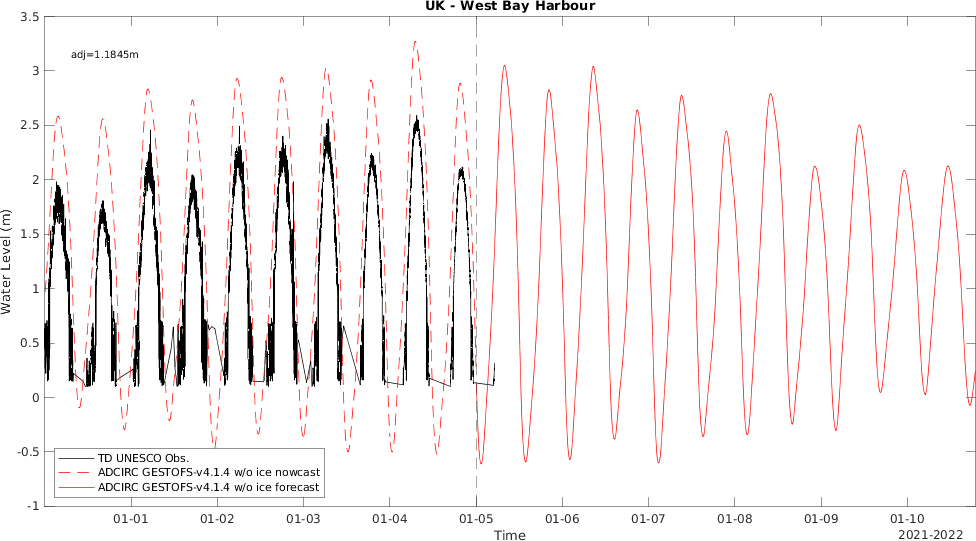 UK - West Bay Harbour
adj=1.1845m
3.5
3
2.5
2
1.5
1
0.5
0
-0.5
-1
Water Level (m)
TD UNESCO Obs.
ADCIRC GESTOFS-v4.1.4 w/o ice nowcast
ADCIRC GESTOFS-v4.1.4 w/o ice forecast
01-01 01-02 01-03 01-04 01-05 01-06 01-07 01-08 01-09 01-10
Time
2021-2022